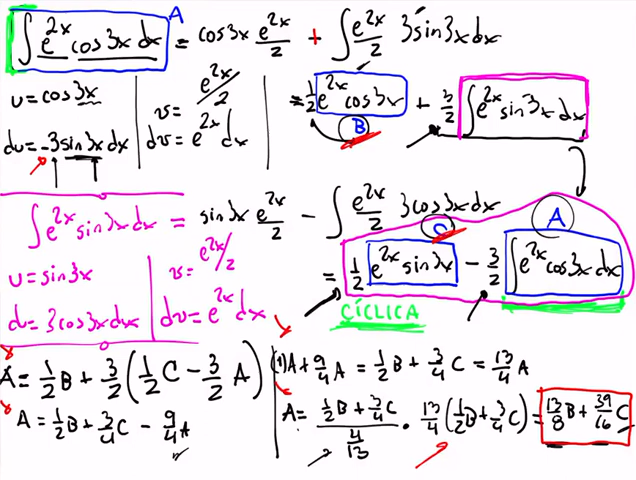 ∫ e^{2x} cos3x dx A = cos3x e^{2x}/2 + ∫ e^{2x}/2 3sin3x dx
u = cos3x v = e^{2x}/2 = 1/2 e^{2x} cos3x + 3/2 ∫ e^{2x} sin3x dx
B
du = -3sin3x dx dv = e^{2x} dx
∫ e^{2x} sin3x dx = sin3x e^{2x}/2 - ∫ e^{2x}/2 3cos3x dx
C A
u = sin3x v = e^{2x}/2 = 1/2 e^{2x} sin3x - 3/2 ∫ e^{2x} cos3x dx
du = 3cos3x dx dv = e^{2x} dx CÍCLICA
A = 1/2 B + 3/2 (1/2 C - 3/2 A) (1)A + 9/4 A = 1/2 B + 3/4 C = 13/4 A
A = 1/2 B + 3/4 C - 9/4 A A = (1/2 B + 3/4 C)/(4/13) · 13/4 (1/2 B + 3/4 C) = 13/8 B + 39/16 C